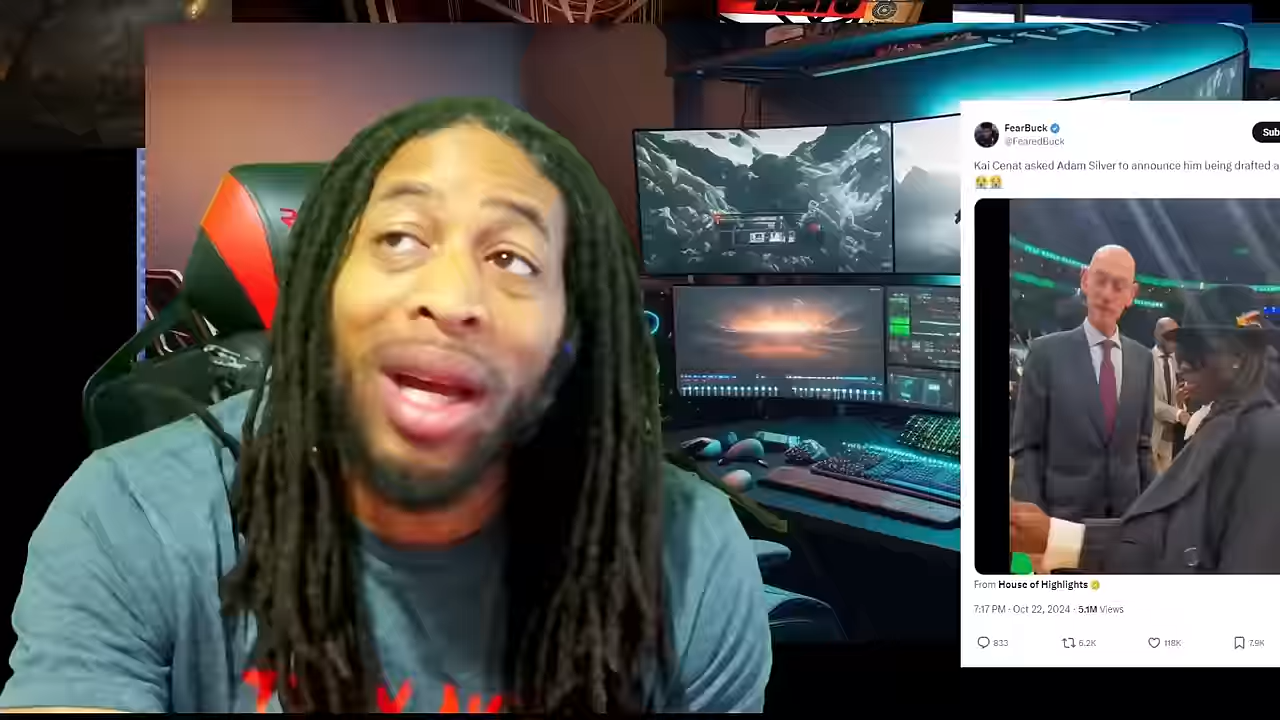 FearBuck
Sub
@FearedBuck
Kai Cenat asked Adam Silver to announce him being drafted a
😭😭
From House of Highlights
7:17 PM · Oct 22, 2024 · 5.1M Views
833
6.2K
118K
7.9K